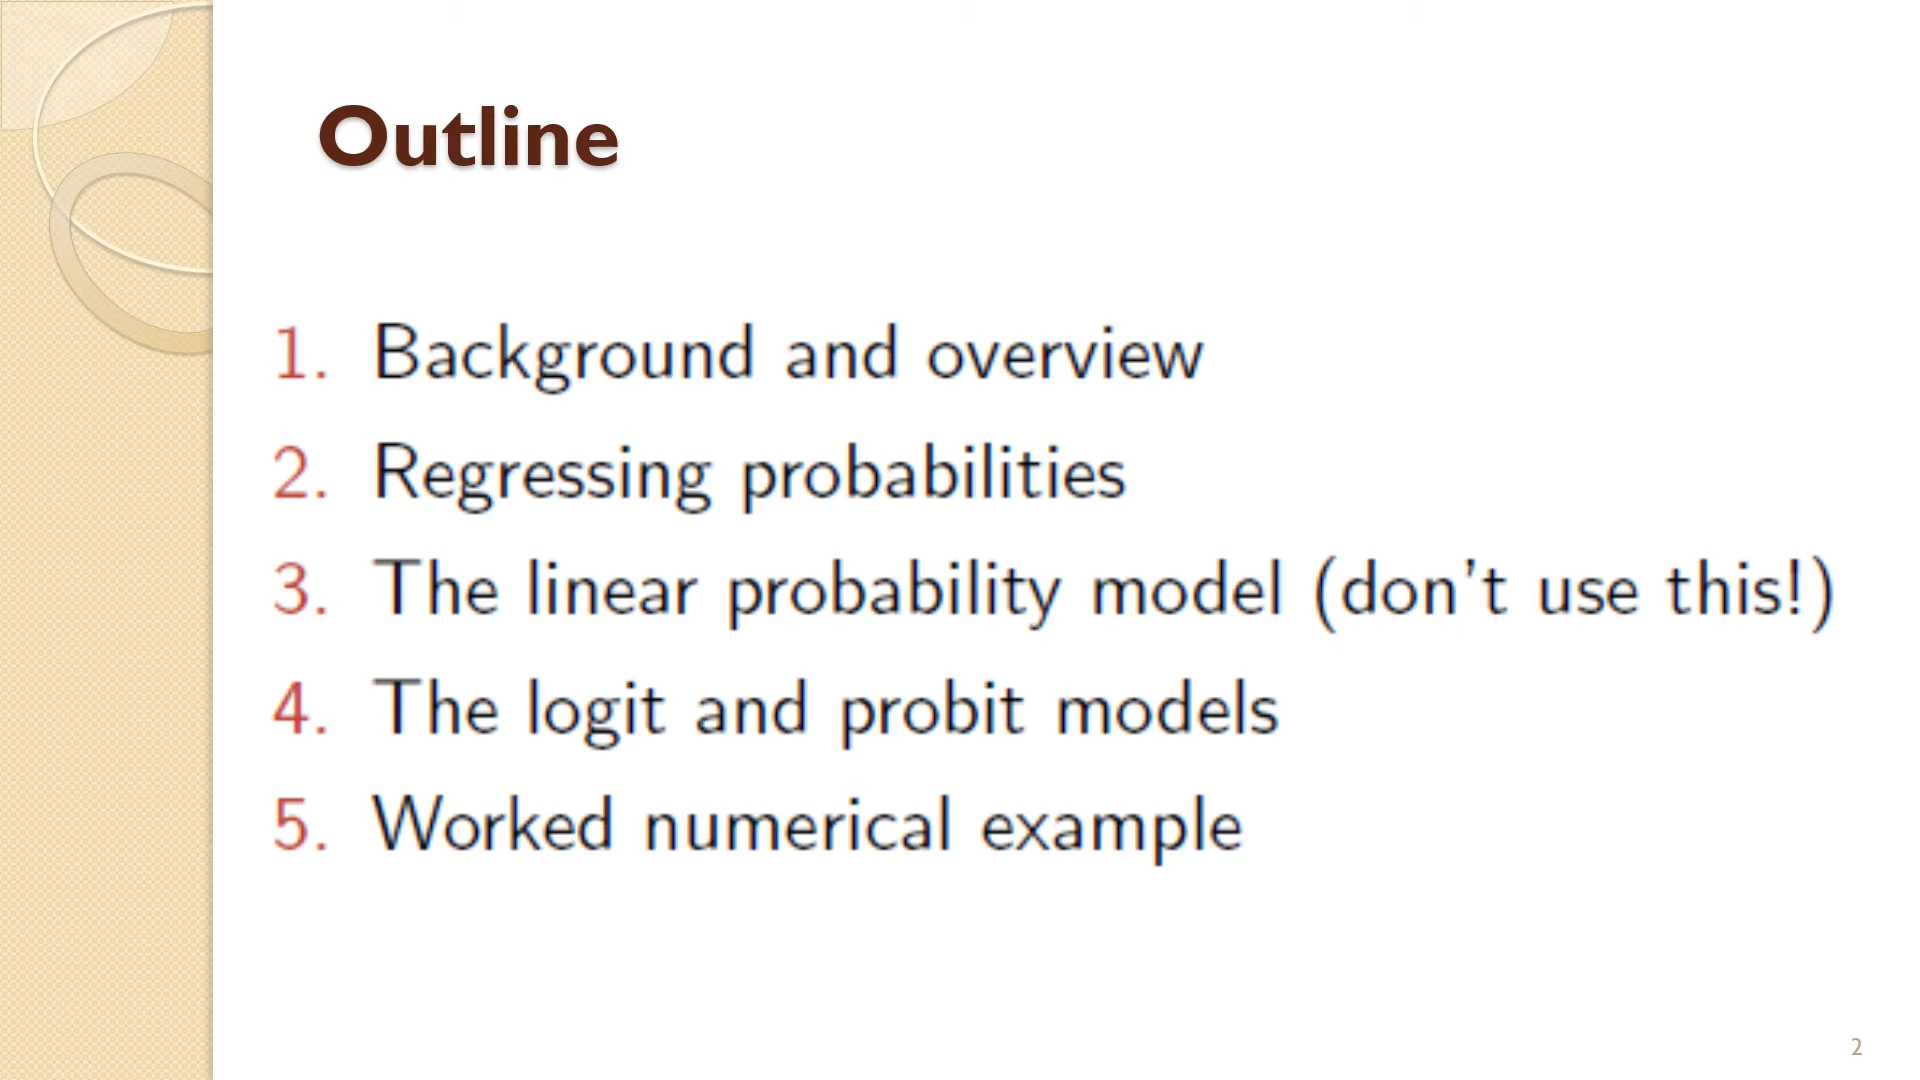 Outline
1. Background and overview
2. Regressing probabilities
3. The linear probability model (don't use this!)
4. The logit and probit models
5. Worked numerical example
2